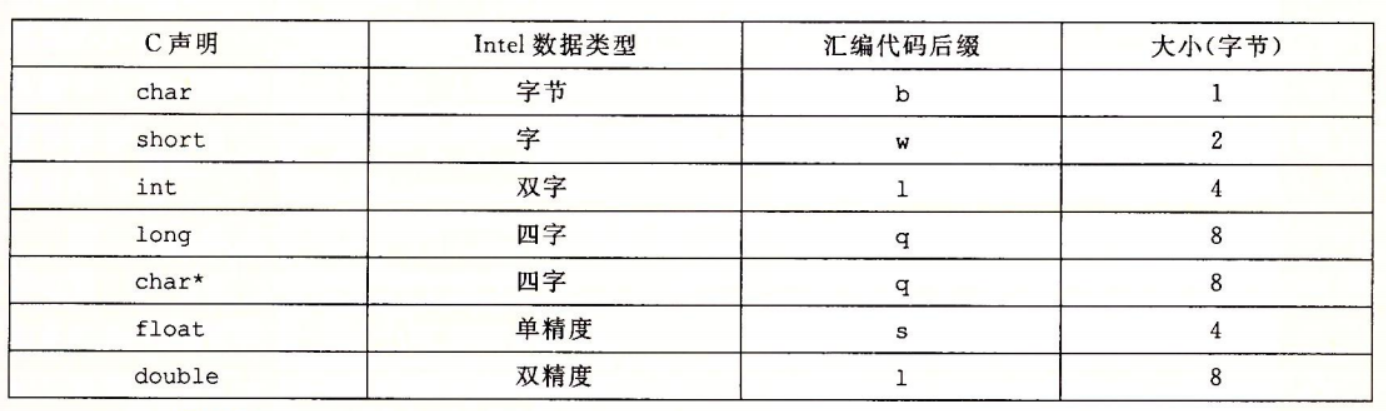 C声明 Intel 数据类型 汇编代码后缀 大小(字节)
char 字节 b 1
short 字 w 2
int 双字 l 4
long 四字 q 8
char* 四字 q 8
float 单精度 s 4
double 双精度 l 8